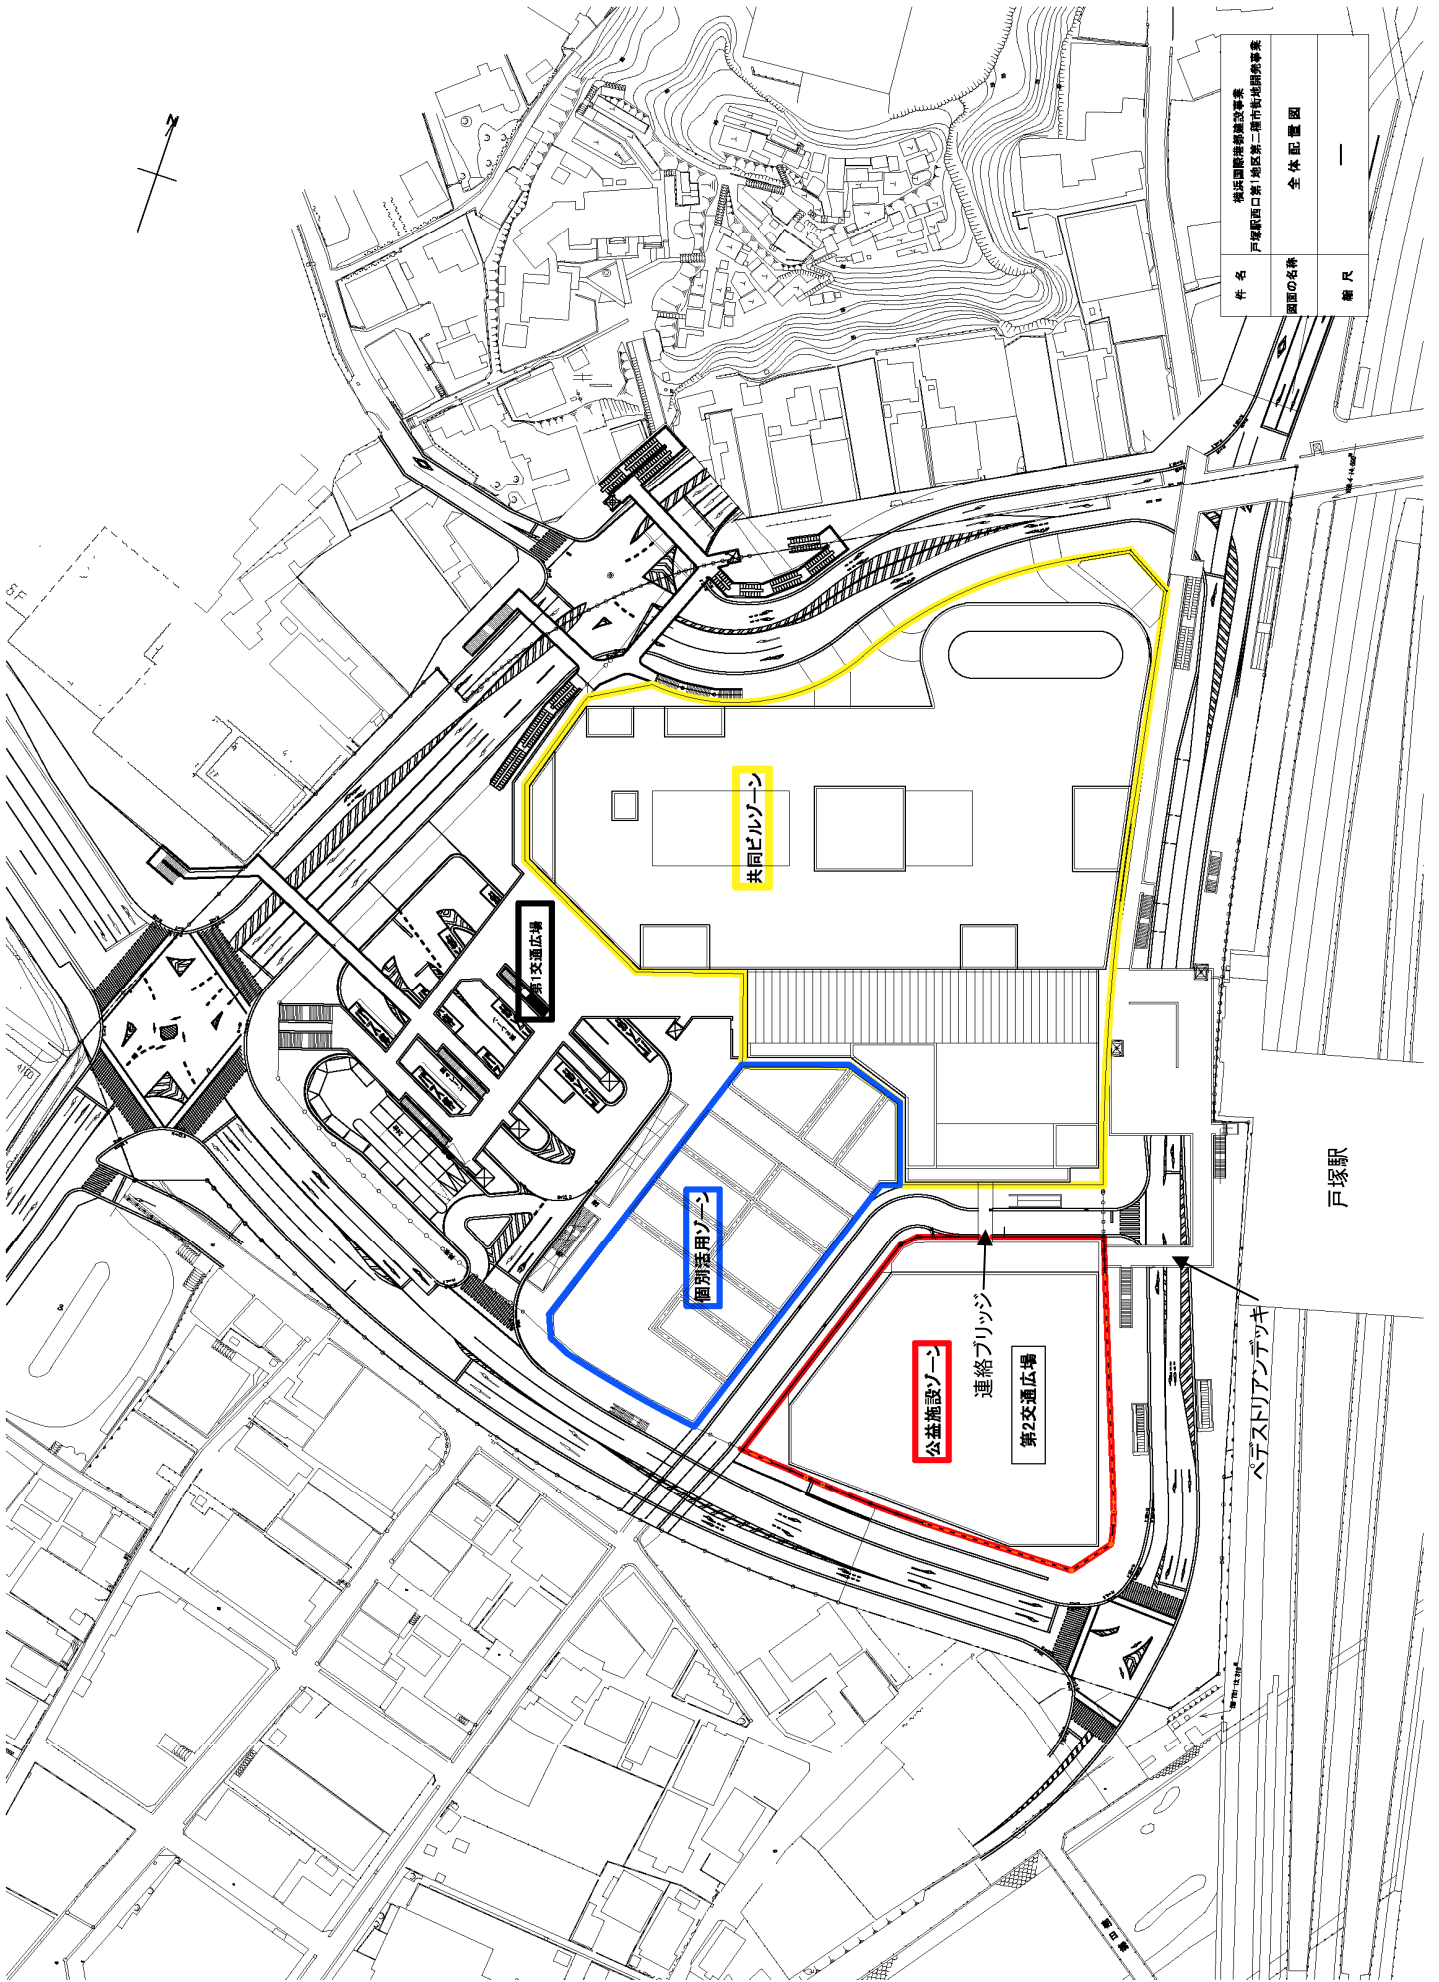 件 名
横浜国際港都建設事業
戸塚駅西口第1地区第二種市街地開発事業
図面の名称
全 体 配 置 図
縮 尺
―
N
5F
共同ビルゾーン
第1交通広場
個別活用ゾーン
公益施設ゾーン
第2交通広場
連絡ブリッジ
ペデストリアンデッキ
戸塚駅